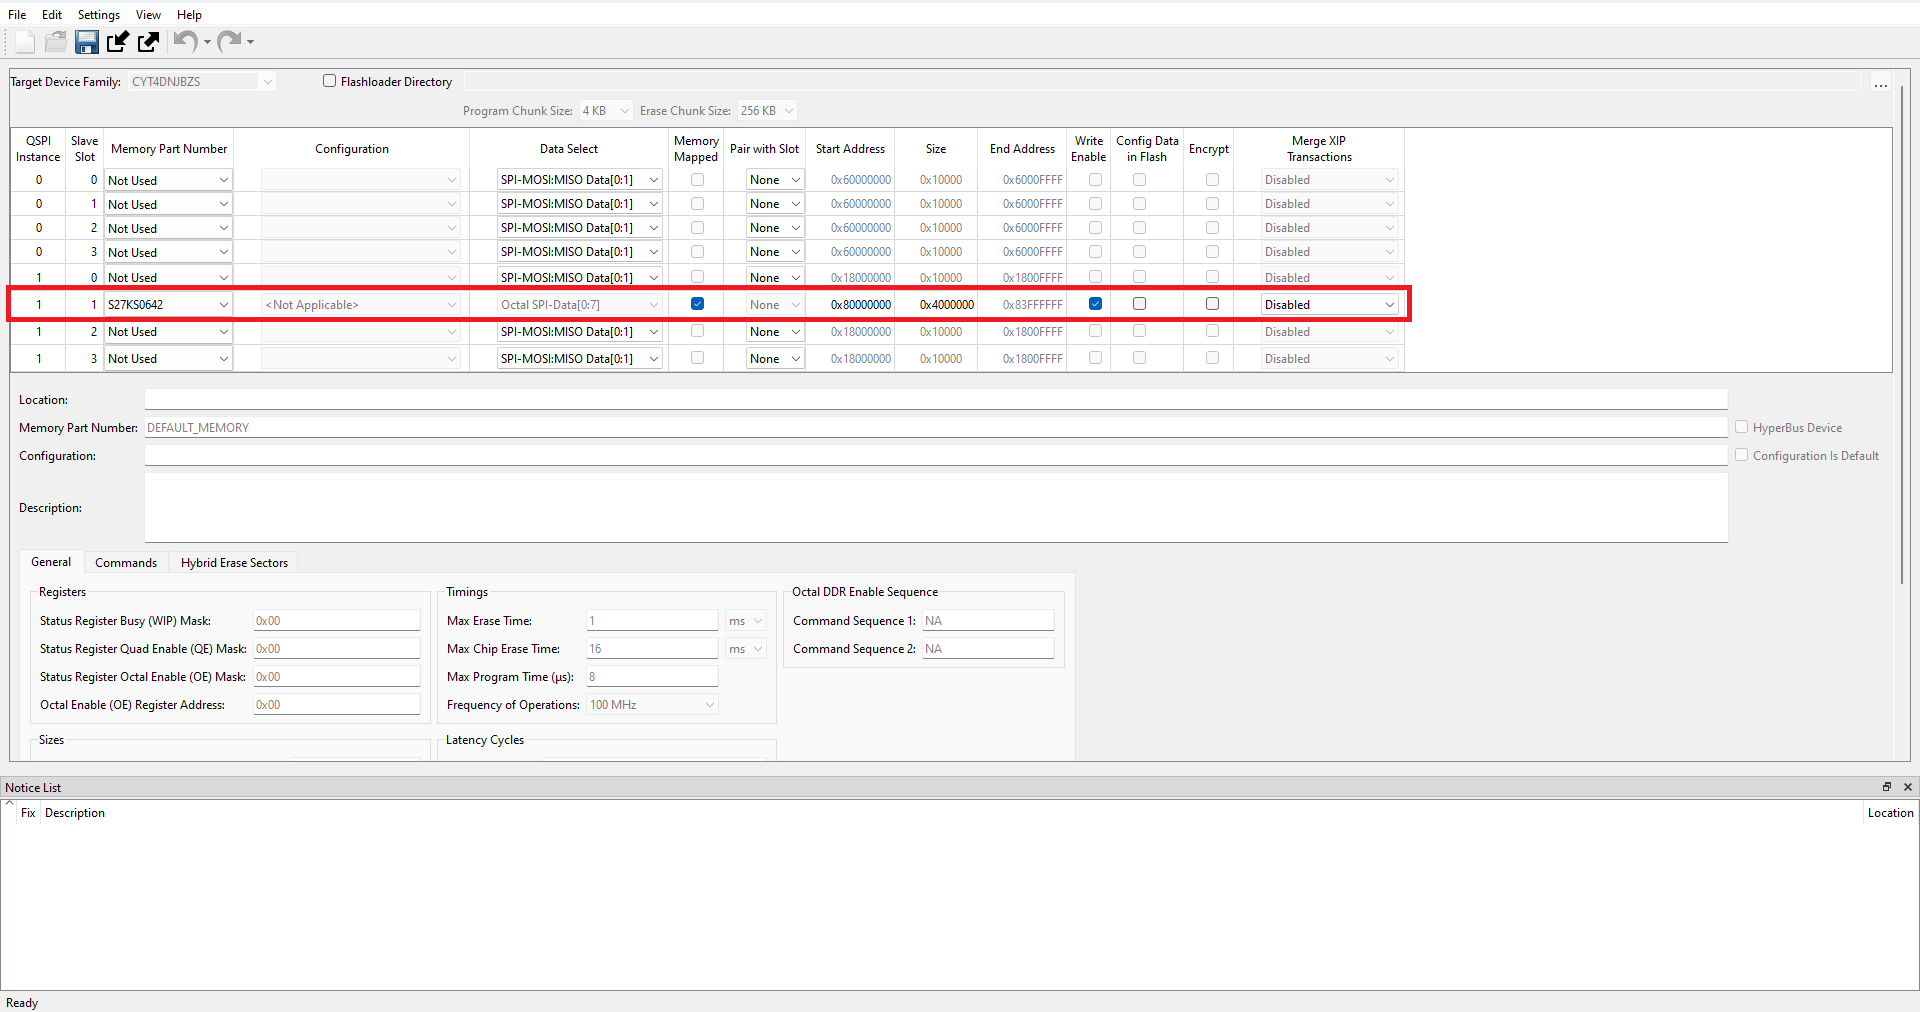 File Edit Settings View Help
Target Device Family: CYT4DNJBZS Flashloader Directory ...
Program Chunk Size: 4 KB Erase Chunk Size: 256 KB
QSPI Instance Slave Slot Memory Part Number Configuration Data Select Memory Mapped Pair with Slot Start Address Size End Address Write Enable Config Data in Flash Encrypt Merge XIP Transactions
0 0 Not Used SPI-MOSI:MISO Data[0:1] None 0x60000000 0x10000 0x6000FFFF Disabled
0 1 Not Used SPI-MOSI:MISO Data[0:1] None 0x60000000 0x10000 0x6000FFFF Disabled
0 2 Not Used SPI-MOSI:MISO Data[0:1] None 0x60000000 0x10000 0x6000FFFF Disabled
0 3 Not Used SPI-MOSI:MISO Data[0:1] None 0x60000000 0x10000 0x6000FFFF Disabled
1 0 Not Used SPI-MOSI:MISO Data[0:1] None 0x18000000 0x10000 0x1800FFFF Disabled
1 1 S27KS0642 <Not Applicable> Octal SPI-Data[0:7] None 0x80000000 0x4000000 0x83FFFFFF Disabled
1 2 Not Used SPI-MOSI:MISO Data[0:1] None 0x18000000 0x10000 0x1800FFFF Disabled
1 3 Not Used SPI-MOSI:MISO Data[0:1] None 0x18000000 0x10000 0x1800FFFF Disabled
Location:
Memory Part Number: DEFAULT_MEMORY HyperBus Device
Configuration: Configuration Is Default
Description:
General Commands Hybrid Erase Sectors
Registers Timings Octal DDR Enable Sequence
Status Register Busy (WIP) Mask: 0x00 Max Erase Time: 1 ms Command Sequence 1: NA
Status Register Quad Enable (QE) Mask: 0x00 Max Chip Erase Time: 16 ms Command Sequence 2: NA
Status Register Octal Enable (OE) Mask: 0x00 Max Program Time (µs): 8
Octal Enable (OE) Register Address: 0x00 Frequency of Operations: 100 MHz
Sizes Latency Cycles
Notice List
Fix Description Location
Ready